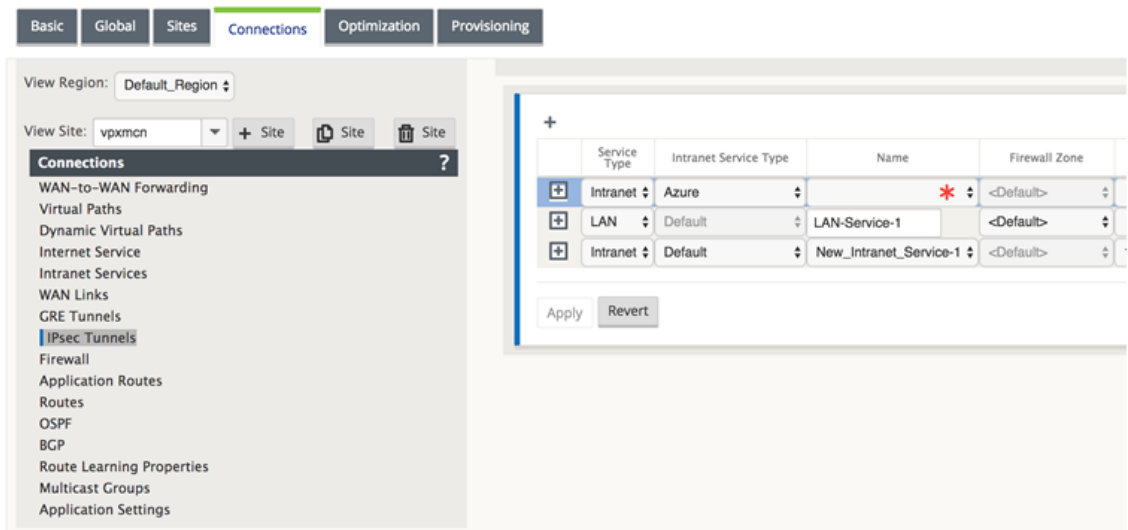 Basic Global Sites Connections Optimization Provisioning
View Region: Default_Region
View Site: vpxmcn + Site Site Site
Connections ?
WAN-to-WAN Forwarding
Virtual Paths
Dynamic Virtual Paths
Internet Service
Intranet Services
WAN Links
GRE Tunnels
IPsec Tunnels
Firewall
Application Routes
Routes
OSPF
BGP
Route Learning Properties
Multicast Groups
Application Settings
+
Service Type Intranet Service Type Name Firewall Zone
+ Intranet Azure * <Default>
+ LAN Default LAN-Service-1 <Default>
+ Intranet Default New_Intranet_Service-1 <Default>
Apply Revert